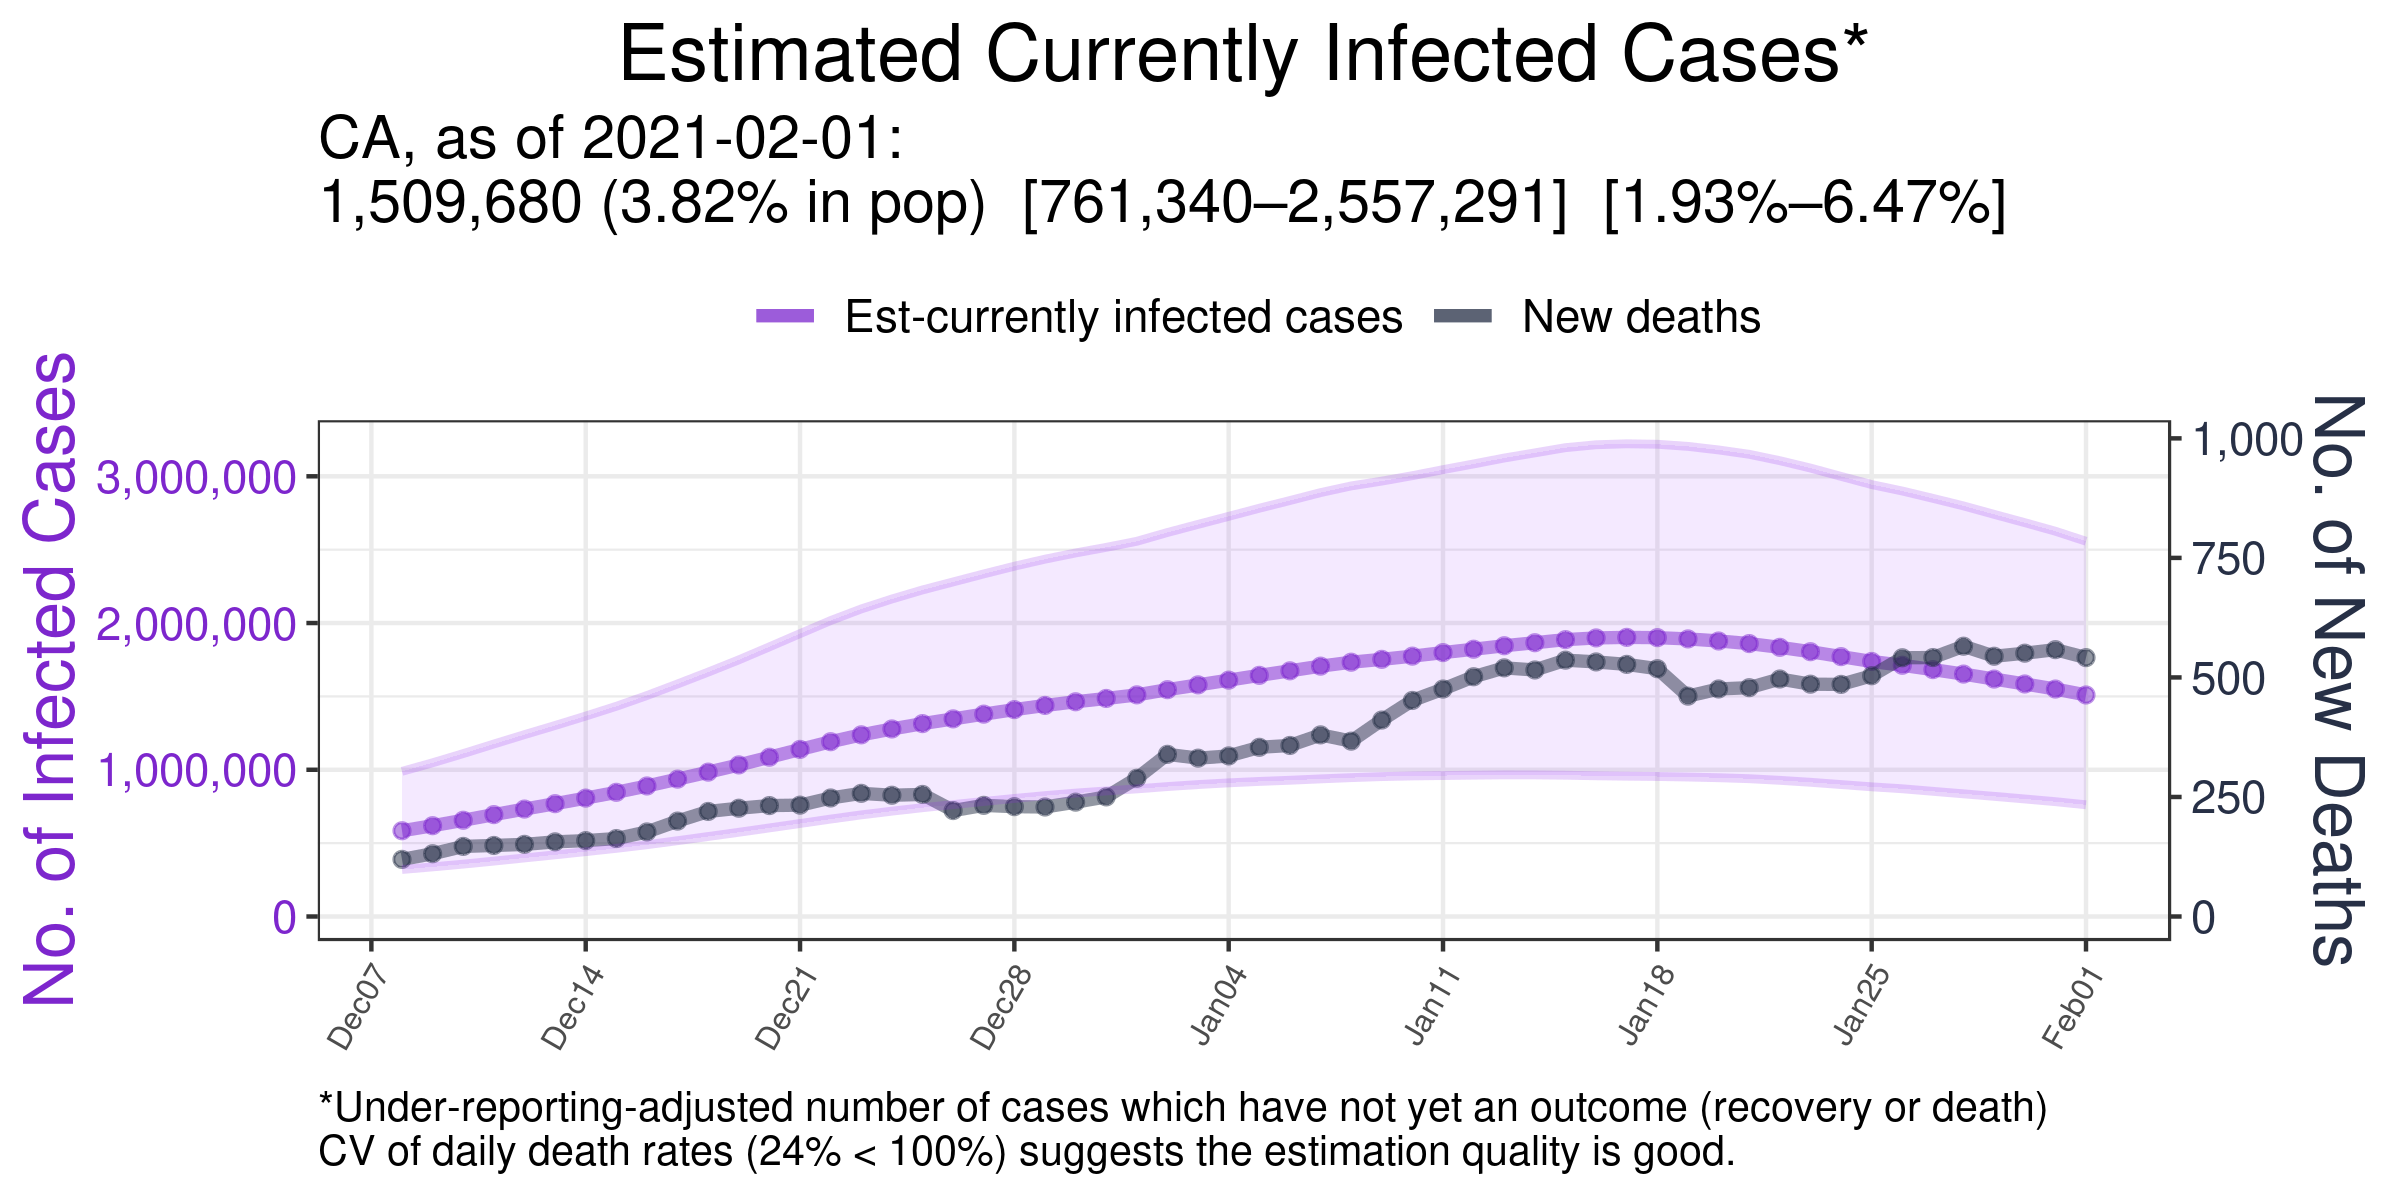 Estimated Currently Infected Cases*
CA, as of 2021-02-01:
1,509,680 (3.82% in pop)  [761,340–2,557,291]  [1.93%–6.47%]
Est-currently infected cases
New deaths
No. of Infected Cases
3,000,000
2,000,000
1,000,000
0
1,000
750
500
250
0
No. of New Deaths
Dec07
Dec14
Dec21
Dec28
Jan04
Jan11
Jan18
Jan25
Feb01
*Under-reporting-adjusted number of cases which have not yet an outcome (recovery or death)
CV of daily death rates (24% < 100%) suggests the estimation quality is good.